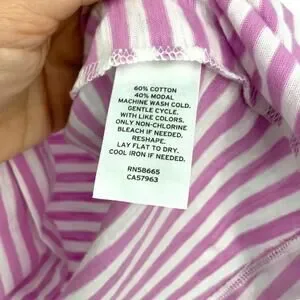 60% COTTON
40% MODAL
MACHINE WASH COLD.
GENTLE CYCLE.
WITH LIKE COLORS.
ONLY NON-CHLORINE
BLEACH IF NEEDED.
RESHAPE.
LAY FLAT TO DRY.
COOL IRON IF NEEDED.
RN58665
CA57963